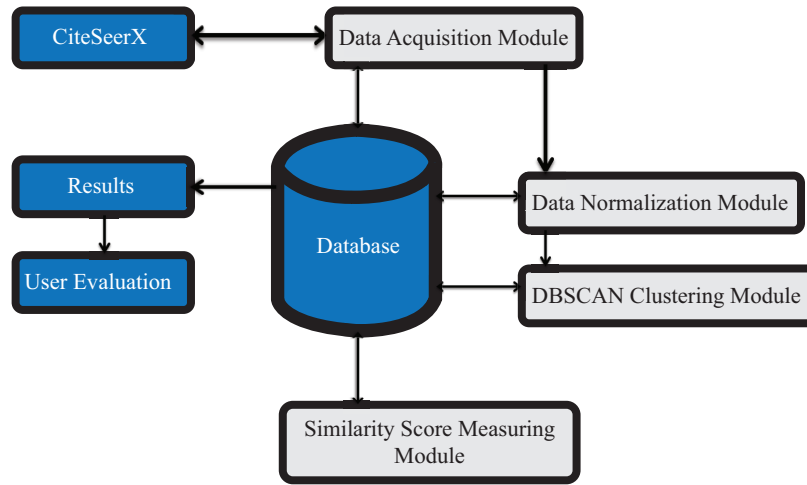 CiteSeerX
Data Acquisition Module
Results
Data Normalization Module
Database
User Evaluation
DBSCAN Clustering Module
Similarity Score Measuring
Module